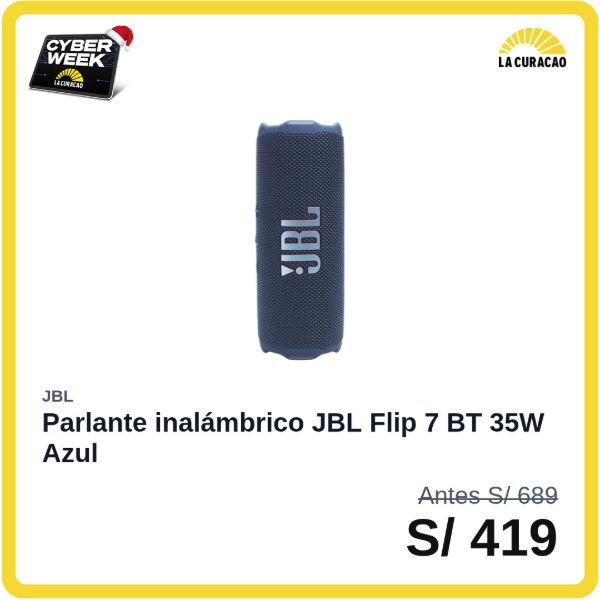 CYBER
WEEK
LA CURACAO
LA CURACAO
JBL
JBL
Parlante inalámbrico JBL Flip 7 BT 35W
Azul
Antes S/ 689
S/ 419